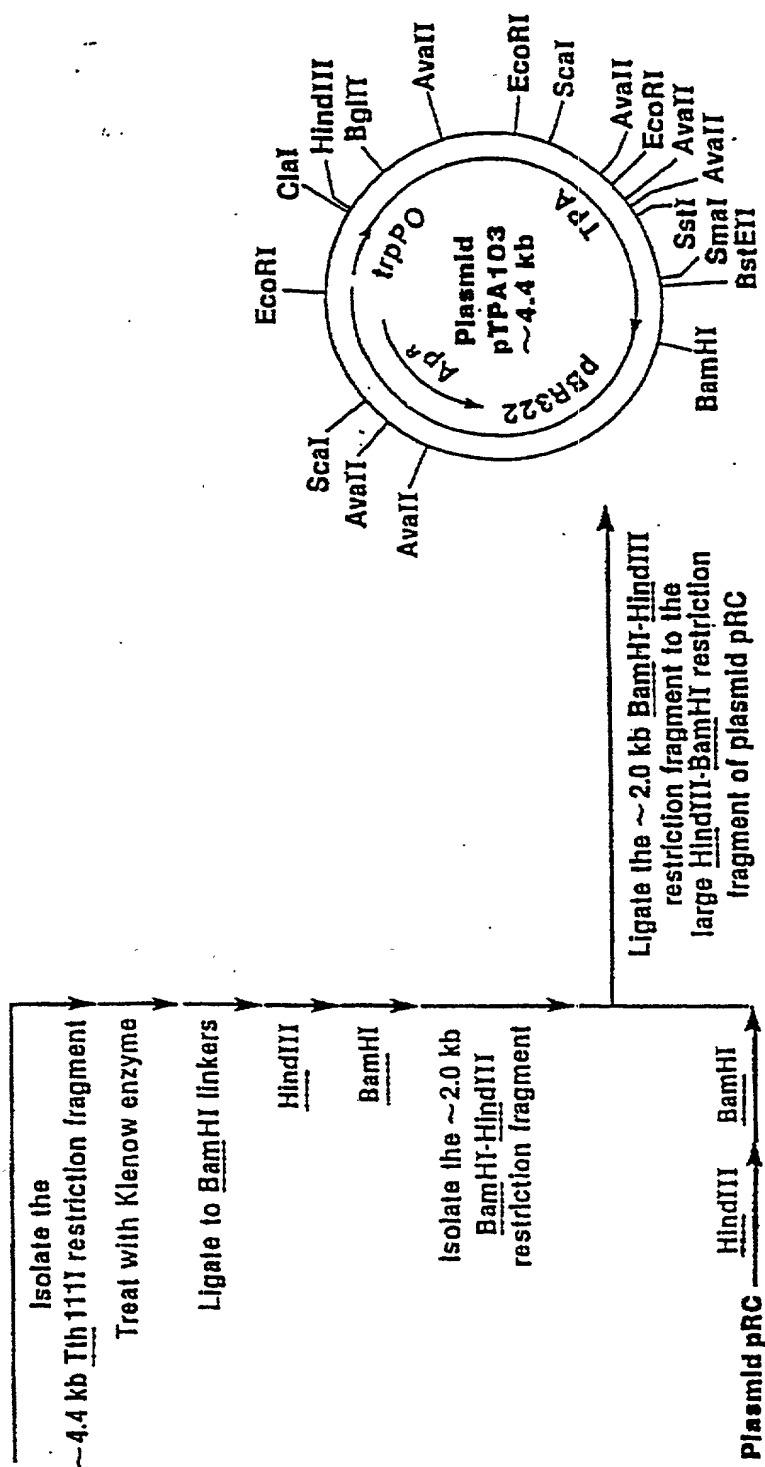 Isolate the
~4.4 kb Tth111I restriction fragment
Treat with Klenow enzyme
Ligate to BamHI linkers
HindIII
BamHI
Isolate the ~2.0 kb
BamHI-HindIII
restriction fragment
Plasmid pRC
HindIII
BamHI
Ligate the ~2.0 kb BamHI-HindIII
restriction fragment to the
large HindIII-BamHI restriction
fragment of plasmid pRC
EcoRI
ClaI
HindIII
BglII
AvaII
EcoRI
ScaI
AvaII
EcoRI
AvaII
AvaII
SstI
SmaI
BstEII
BamHI
AvaII
AvaII
ScaI
trpPO
TPA
pBR322
ApR
Plasmid
pTPA103
~4.4 kb